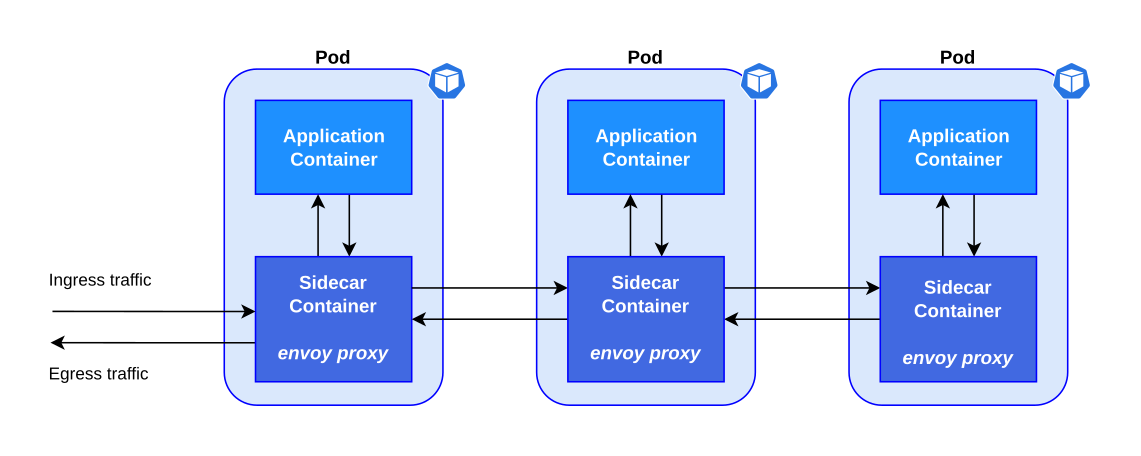 Pod
Pod
Pod
Application
Container
Application
Container
Application
Container
Ingress traffic
Egress traffic
Sidecar
Container
envoy proxy
Sidecar
Container
envoy proxy
Sidecar
Container
envoy proxy